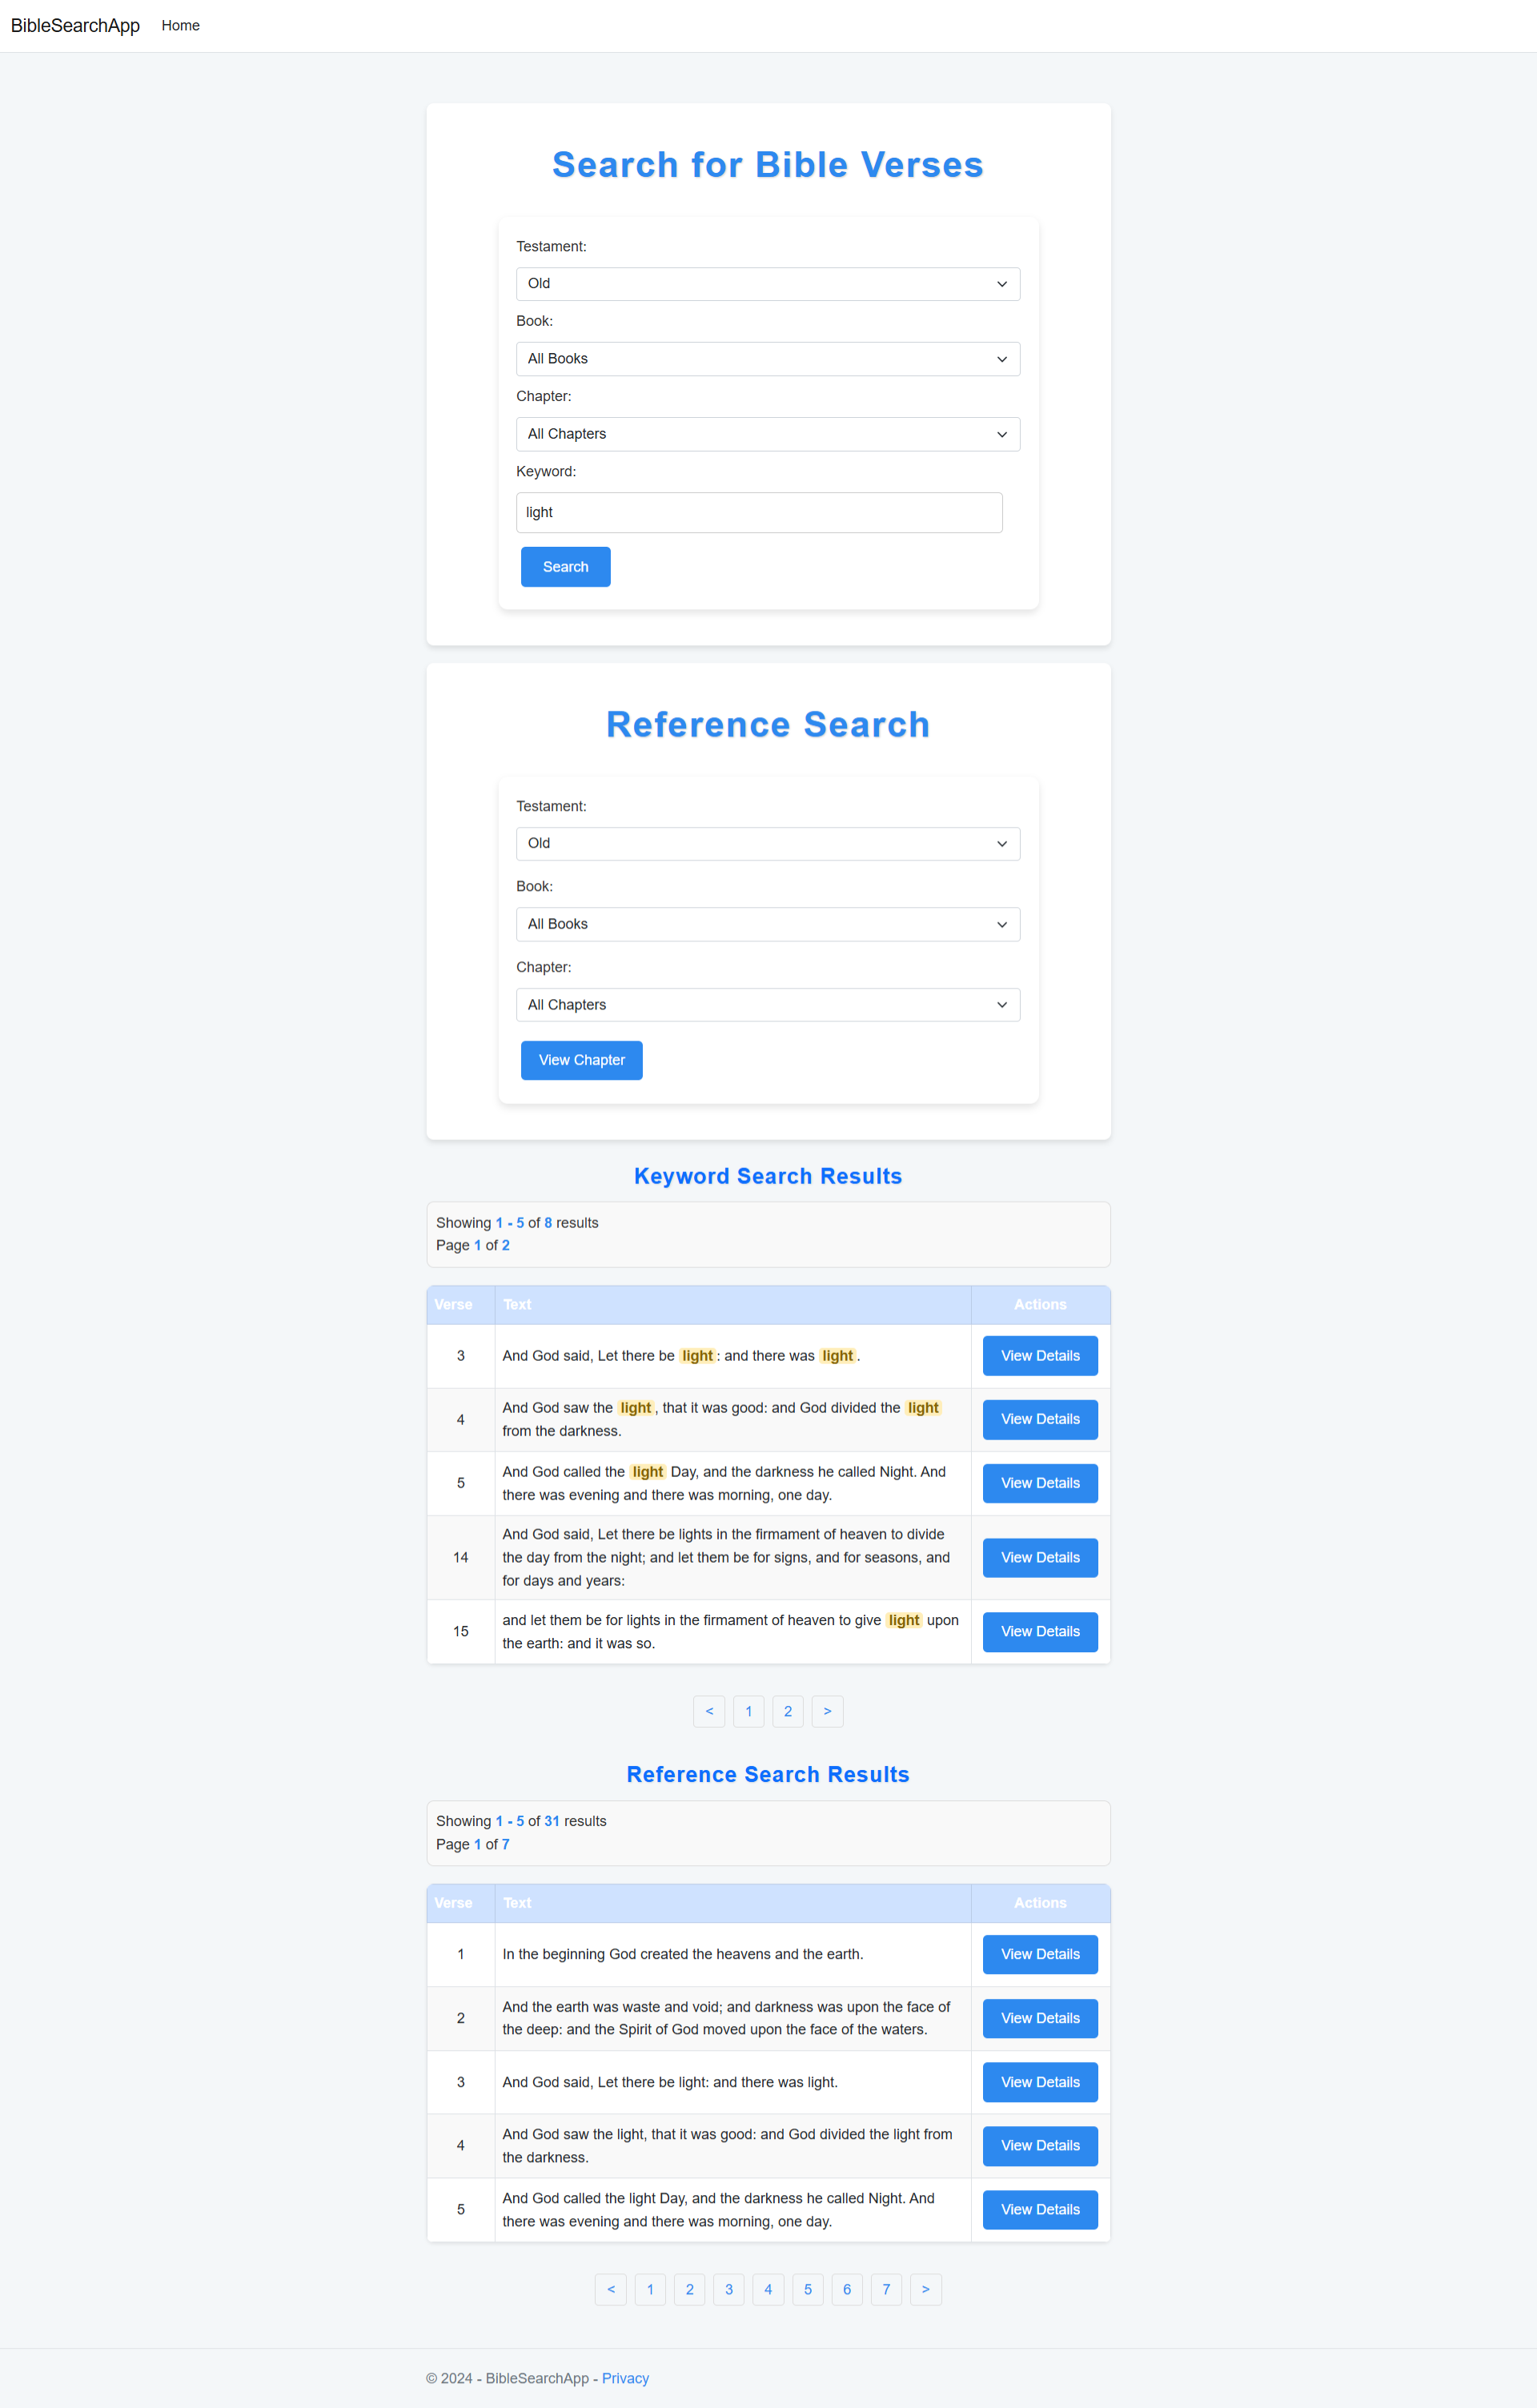 BibleSearchApp Home
Search for Bible Verses
Testament:
Old
Book:
All Books
Chapter:
All Chapters
Keyword:
light
Search
Reference Search
Testament:
Old
Book:
All Books
Chapter:
All Chapters
View Chapter
Keyword Search Results
Showing 1 - 5 of 8 results
Page 1 of 2
Verse Text Actions
3 And God said, Let there be light: and there was light. View Details
4 And God saw the light, that it was good: and God divided the light
from the darkness. View Details
5 And God called the light Day, and the darkness he called Night. And
there was evening and there was morning, one day. View Details
14 And God said, Let there be lights in the firmament of heaven to divide
the day from the night; and let them be for signs, and for seasons, and
for days and years: View Details
15 and let them be for lights in the firmament of heaven to give light upon
the earth: and it was so. View Details
< 1 2 >
Reference Search Results
Showing 1 - 5 of 31 results
Page 1 of 7
Verse Text Actions
1 In the beginning God created the heavens and the earth. View Details
2 And the earth was waste and void; and darkness was upon the face of
the deep: and the Spirit of God moved upon the face of the waters. View Details
3 And God said, Let there be light: and there was light. View Details
4 And God saw the light, that it was good: and God divided the light from
the darkness. View Details
5 And God called the light Day, and the darkness he called Night. And
there was evening and there was morning, one day. View Details
< 1 2 3 4 5 6 7 >
© 2024 - BibleSearchApp - Privacy